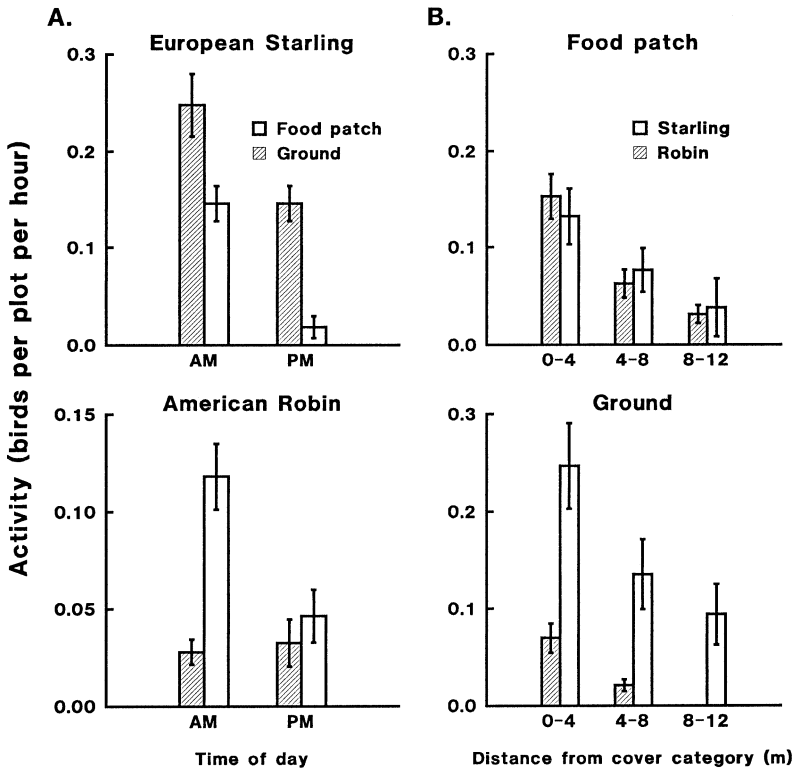 A.
European Starling
0.3
0.2
0.1
0.0
Food patch
Ground
AM PM
American Robin
0.15
0.10
0.05
0.00
AM PM
Time of day
Activity (birds per plot per hour)
B.
Food patch
0.3
0.2
0.1
0.0
Starling
Robin
0-4 4-8 8-12
Ground
0.3
0.2
0.1
0.0
0-4 4-8 8-12
Distance from cover category (m)